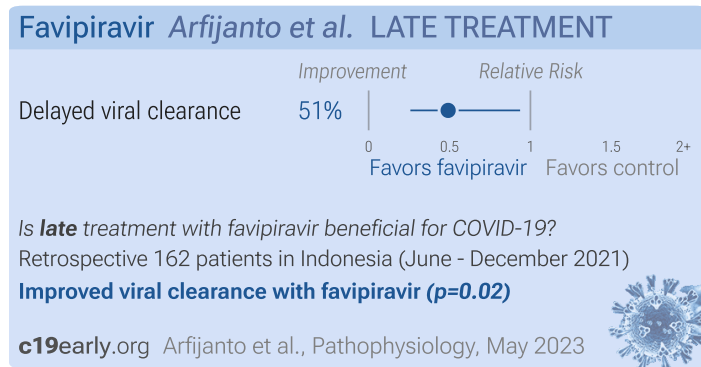 Favipiravir Arfijanto et al. LATE TREATMENT
Improvement Relative Risk
Delayed viral clearance 51%
0 0.5 1 1.5 2+
Favors favipiravir Favors control
Is late treatment with favipiravir beneficial for COVID-19?
Retrospective 162 patients in Indonesia (June - December 2021)
Improved viral clearance with favipiravir (p=0.02)
c19early.org Arfijanto et al., Pathophysiology, May 2023